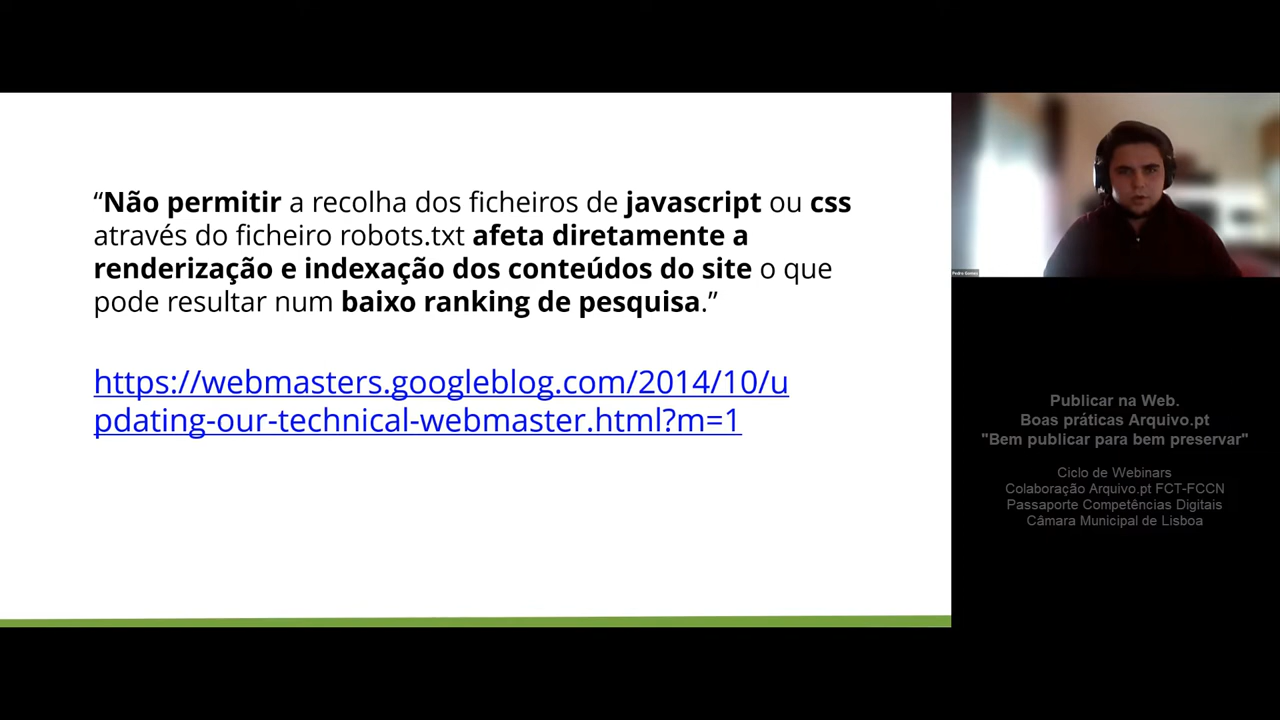 “Não permitir a recolha dos ficheiros de javascript ou css
através do ficheiro robots.txt afeta diretamente a
renderização e indexação dos conteúdos do site o que
pode resultar num baixo ranking de pesquisa.”
https://webmasters.googleblog.com/2014/10/u
pdating-our-technical-webmaster.html?m=1
Pedro Gomes
Publicar na Web.
Boas práticas Arquivo.pt
"Bem publicar para bem preservar"
Ciclo de Webinars
Colaboração Arquivo.pt FCT-FCCN
Passaporte Competências Digitais
Câmara Municipal de Lisboa